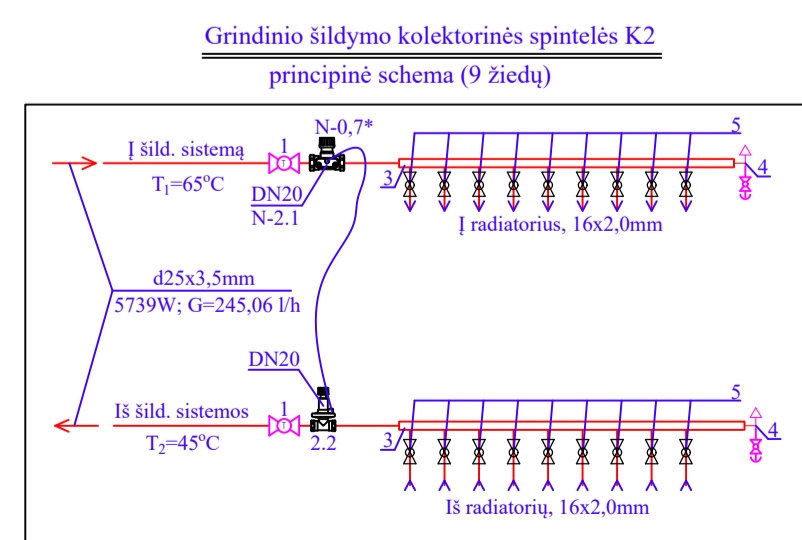 Grindinio šildymo kolektorinės spintelės K2
principinė schema (9 žiedų)
Į šild. sistemą
T₁=65°C
1
N-0,7*
DN20
N-2.1
3
5
4
Į radiatorius, 16x2,0mm
d25x3,5mm
5739W; G=245,06 l/h
DN20
Iš šild. sistemos
T₂=45°C
1
2.2
3
5
4
Iš radiatorių, 16x2,0mm